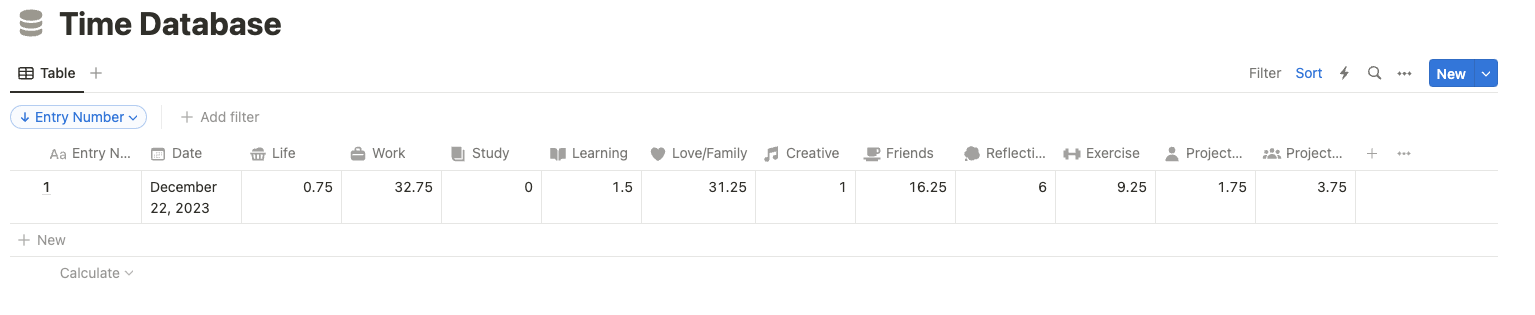 Time Database
Table
Filter Sort New
Entry Number Add filter
Aa Entry N... Date Life Work Study Learning Love/Family Creative Friends Reflecti... Exercise Project... Project...
1 December 22, 2023 0.75 32.75 0 1.5 31.25 1 16.25 6 9.25 1.75 3.75
New
Calculate